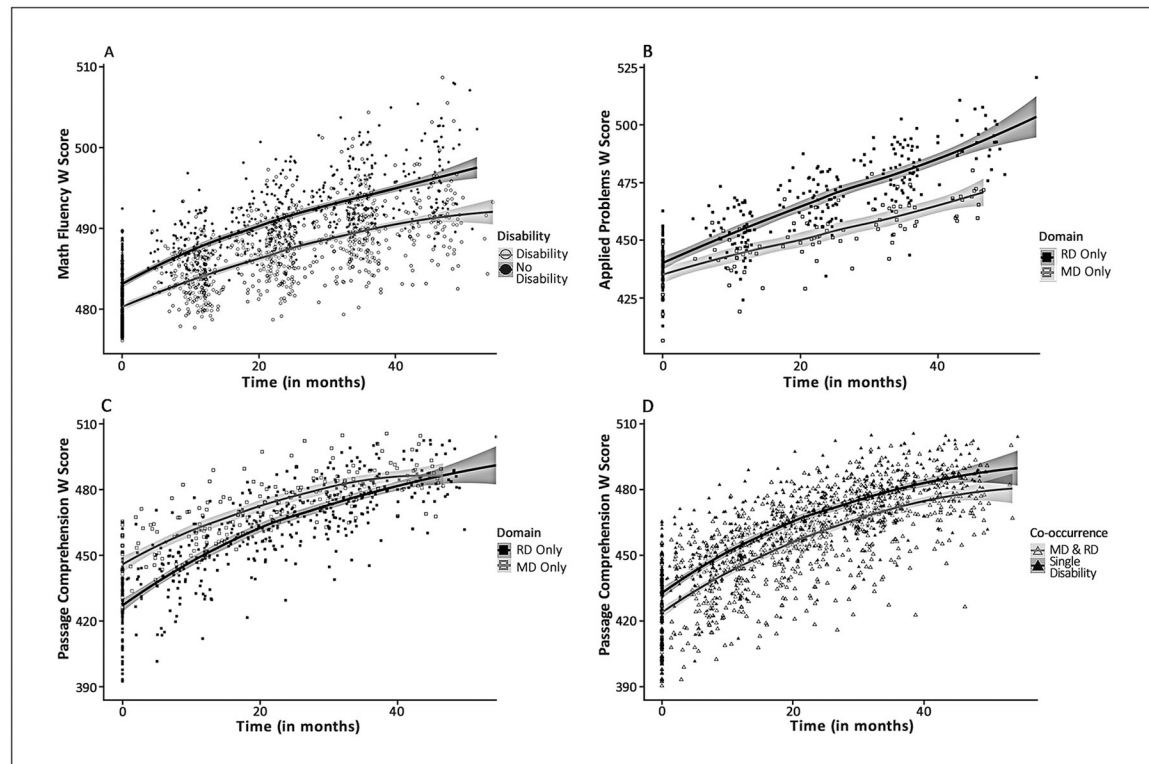 A
Math Fluency W Score
510
500
490
480
0
20
40
Time (in months)
Disability
Disability
No
Disability
B
Applied Problems W Score
525
500
475
450
425
0
20
40
Time (in months)
Domain
RD Only
MD Only
C
Passage Comprehension W Score
510
480
450
420
390
0
20
40
Time (in months)
Domain
RD Only
MD Only
D
Passage Comprehension W Score
510
480
450
420
390
0
20
40
Time (in months)
Co-occurrence
MD & RD
Single
Disability